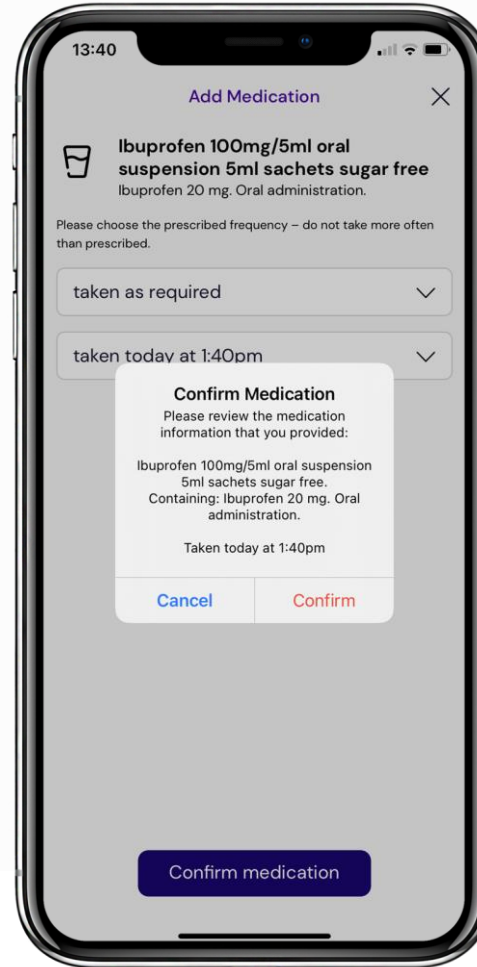 13:40
Add Medication
Ibuprofen 100mg/5ml oral
suspension 5ml sachets sugar free
Ibuprofen 20 mg. Oral administration.
Please choose the prescribed frequency – do not take more often
than prescribed.
taken as required
taken today at 1:40pm
Confirm Medication
Please review the medication
information that you provided:
Ibuprofen 100mg/5ml oral suspension
5ml sachets sugar free.
Containing: Ibuprofen 20 mg. Oral
administration.
Taken today at 1:40pm
Cancel
Confirm
Confirm medication